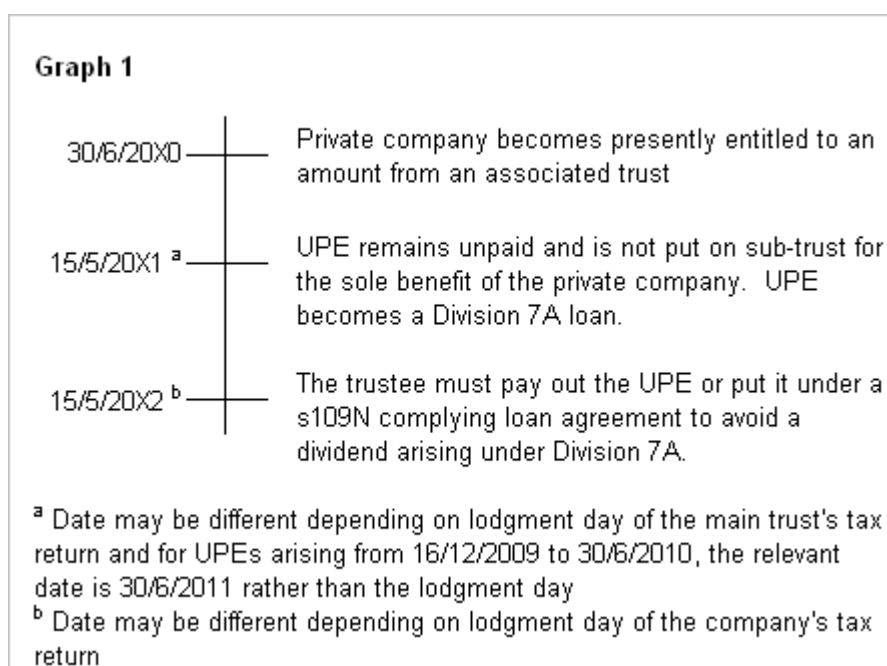 Graph 1
30/6/20X0
Private company becomes presently entitled to an
amount from an associated trust
15/5/20X1 a
UPE remains unpaid and is not put on sub-trust for
the sole benefit of the private company.  UPE
becomes a Division 7A loan.
15/5/20X2 b
The trustee must pay out the UPE or put it under a
s109N complying loan agreement to avoid a
dividend arising under Division 7A.
a Date may be different depending on lodgment day of the main trust's tax
return and for UPEs arising from 16/12/2009 to 30/6/2010, the relevant
date is 30/6/2011 rather than the lodgment day
b Date may be different depending on lodgment day of the company's tax
return